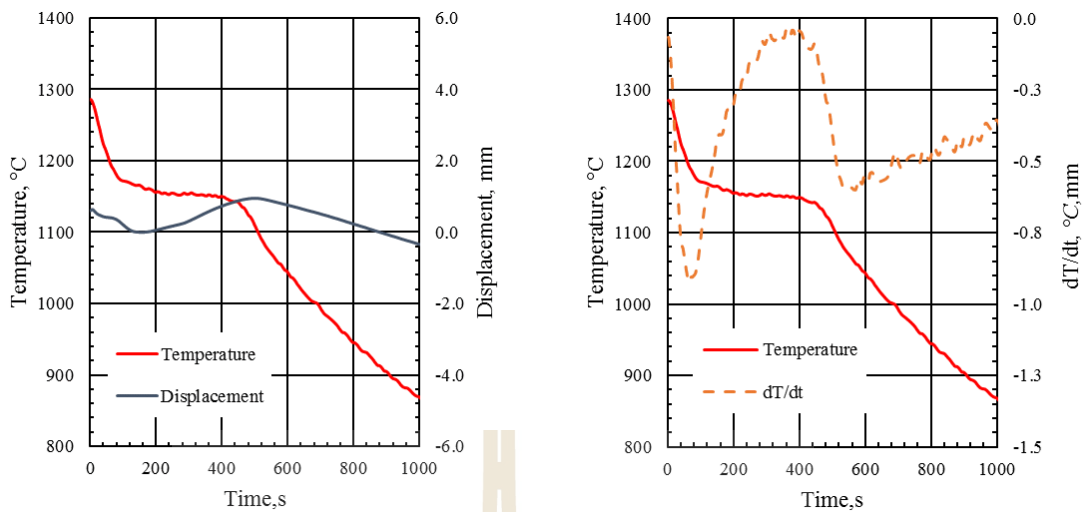 1400
1300
1200
1100
1000
900
800
Temperature, °C
6.0
4.0
2.0
0.0
-2.0
-4.0
-6.0
Displacement, mm
Temperature
Displacement
0 200 400 600 800 1000
Time,s
1400
1300
1200
1100
1000
900
800
Temperature, °C
0.0
-0.3
-0.5
-0.8
-1.0
-1.3
-1.5
dT/dt, °C,mm
Temperature
dT/dt
0 200 400 600 800 1000
Time,s